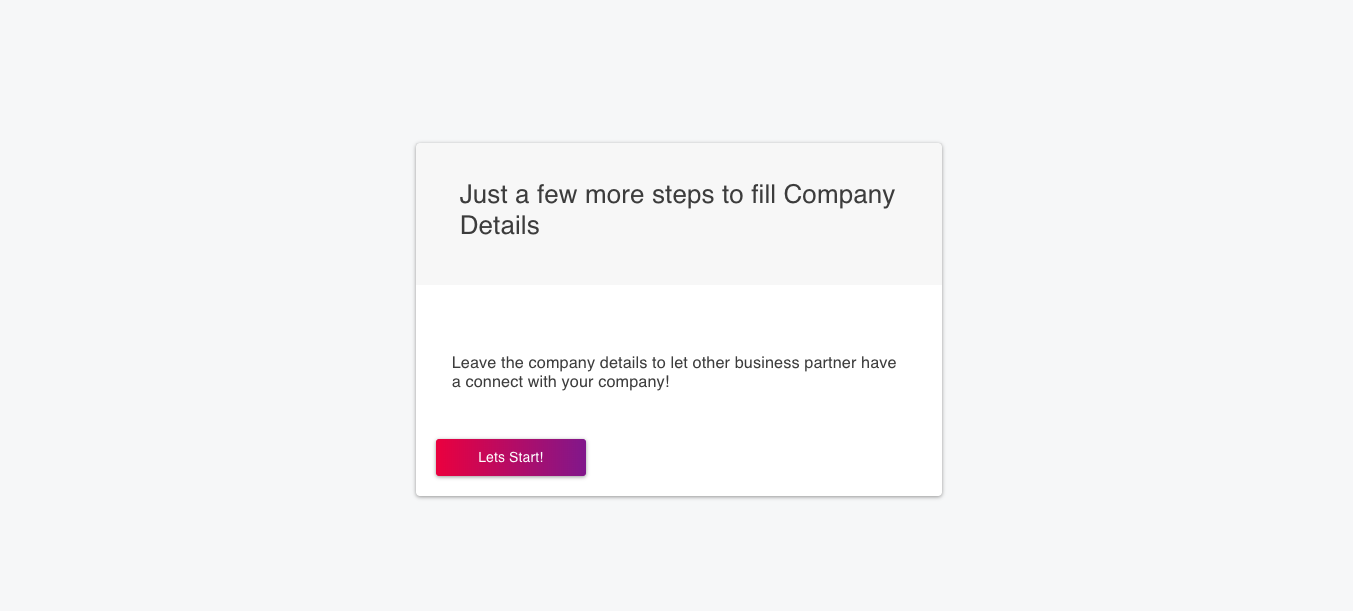 Just a few more steps to fill Company
Details
Leave the company details to let other business partner have
a connect with your company!
Lets Start!